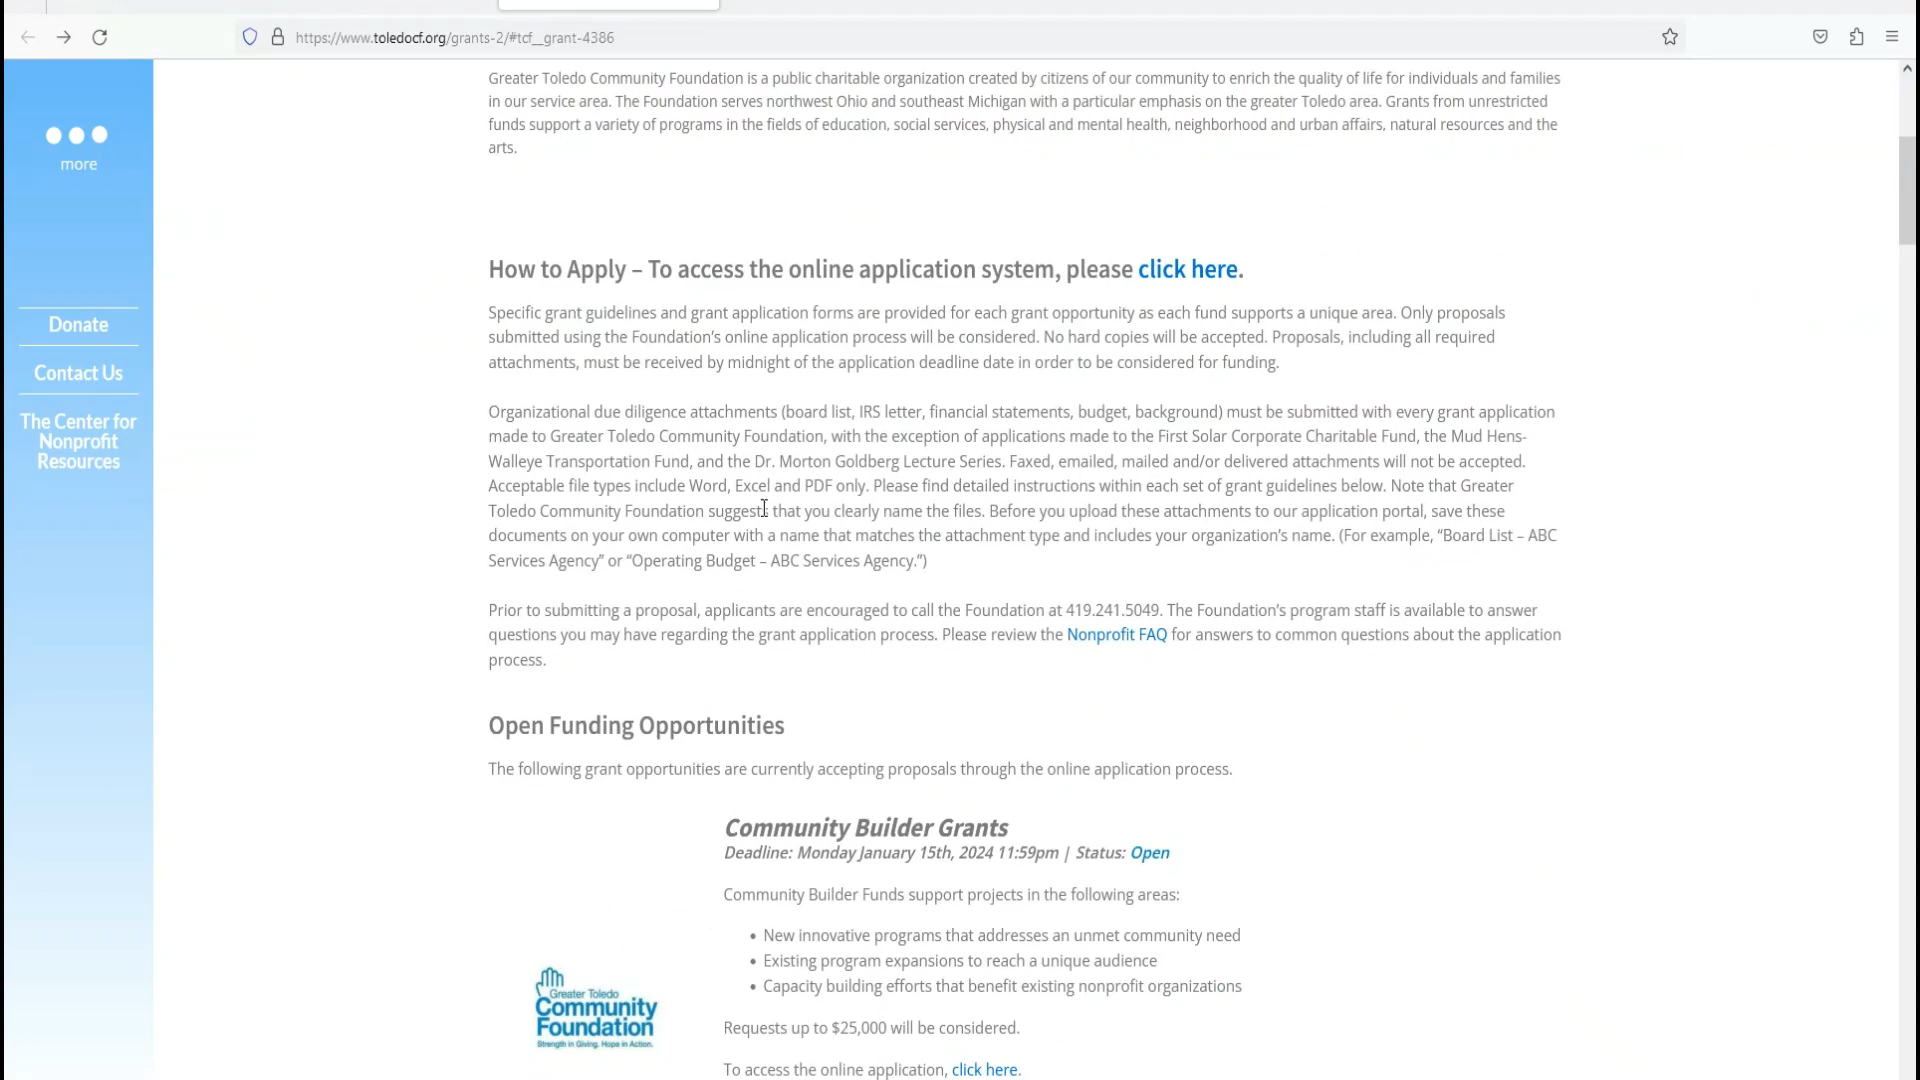 https://www.toledocf.org/grants-2/#tcf__grant-4386
more
Donate
Contact Us
The Center for
Nonprofit
Resources
Greater Toledo Community Foundation is a public charitable organization created by citizens of our community to enrich the quality of life for individuals and families
in our service area. The Foundation serves northwest Ohio and southeast Michigan with a particular emphasis on the greater Toledo area. Grants from unrestricted
funds support a variety of programs in the fields of education, social services, physical and mental health, neighborhood and urban affairs, natural resources and the
arts.
How to Apply – To access the online application system, please click here.
Specific grant guidelines and grant application forms are provided for each grant opportunity as each fund supports a unique area. Only proposals
submitted using the Foundation’s online application process will be considered. No hard copies will be accepted. Proposals, including all required
attachments, must be received by midnight of the application deadline date in order to be considered for funding.
Organizational due diligence attachments (board list, IRS letter, financial statements, budget, background) must be submitted with every grant application
made to Greater Toledo Community Foundation, with the exception of applications made to the First Solar Corporate Charitable Fund, the Mud Hens-
Walleye Transportation Fund, and the Dr. Morton Goldberg Lecture Series. Faxed, emailed, mailed and/or delivered attachments will not be accepted.
Acceptable file types include Word, Excel and PDF only. Please find detailed instructions within each set of grant guidelines below. Note that Greater
Toledo Community Foundation suggests that you clearly name the files. Before you upload these attachments to our application portal, save these
documents on your own computer with a name that matches the attachment type and includes your organization’s name. (For example, “Board List – ABC
Services Agency” or “Operating Budget – ABC Services Agency.”)
Prior to submitting a proposal, applicants are encouraged to call the Foundation at 419.241.5049. The Foundation’s program staff is available to answer
questions you may have regarding the grant application process. Please review the Nonprofit FAQ for answers to common questions about the application
process.
Open Funding Opportunities
The following grant opportunities are currently accepting proposals through the online application process.
Community Builder Grants
Deadline: Monday January 15th, 2024 11:59pm | Status: Open
Community Builder Funds support projects in the following areas:
• New innovative programs that addresses an unmet community need
• Existing program expansions to reach a unique audience
• Capacity building efforts that benefit existing nonprofit organizations
Greater Toledo
Community
Foundation
Strength in Giving. Hope in Action.
Requests up to $25,000 will be considered.
To access the online application, click here.